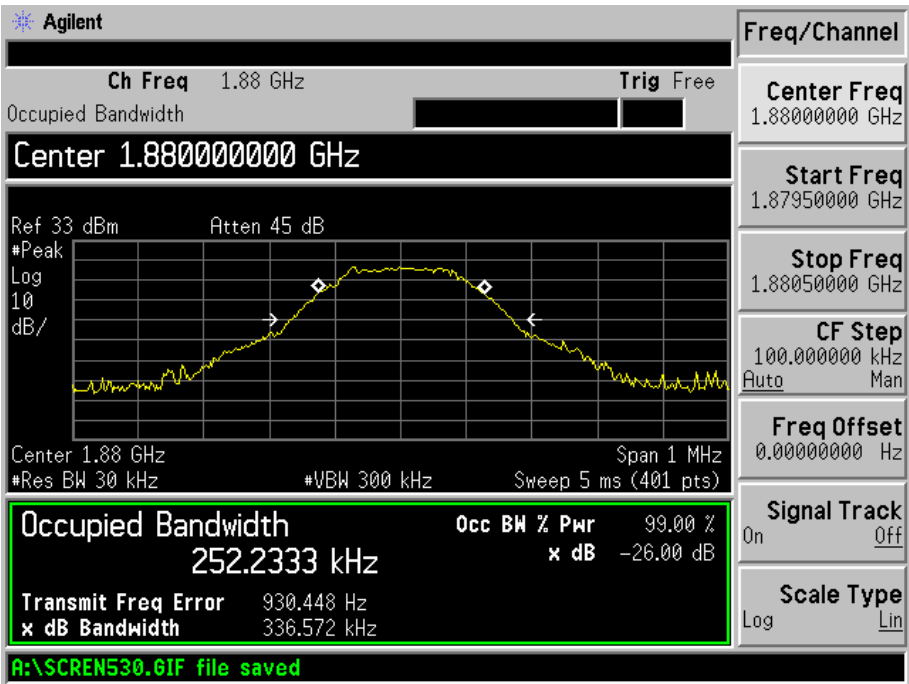 Agilent
Freq/Channel
Ch Freq 1.88 GHz Trig Free
Occupied Bandwidth
Center 1.880000000 GHz
Ref 33 dBm Atten 45 dB
#Peak
Log
10
dB/
Center 1.88 GHz Span 1 MHz
#Res BW 30 kHz #VBW 300 kHz Sweep 5 ms (401 pts)
Occupied Bandwidth
252.2333 kHz
Occ BW % Pwr 99.00 %
x dB -26.00 dB
Transmit Freq Error 930.448 Hz
x dB Bandwidth 336.572 kHz
A:\SCREN530.GIF file saved
Center Freq
1.88000000 GHz
Start Freq
1.87950000 GHz
Stop Freq
1.88050000 GHz
CF Step
100.000000 kHz
Auto Man
Freq Offset
0.00000000 Hz
Signal Track
On Off
Scale Type
Log Lin